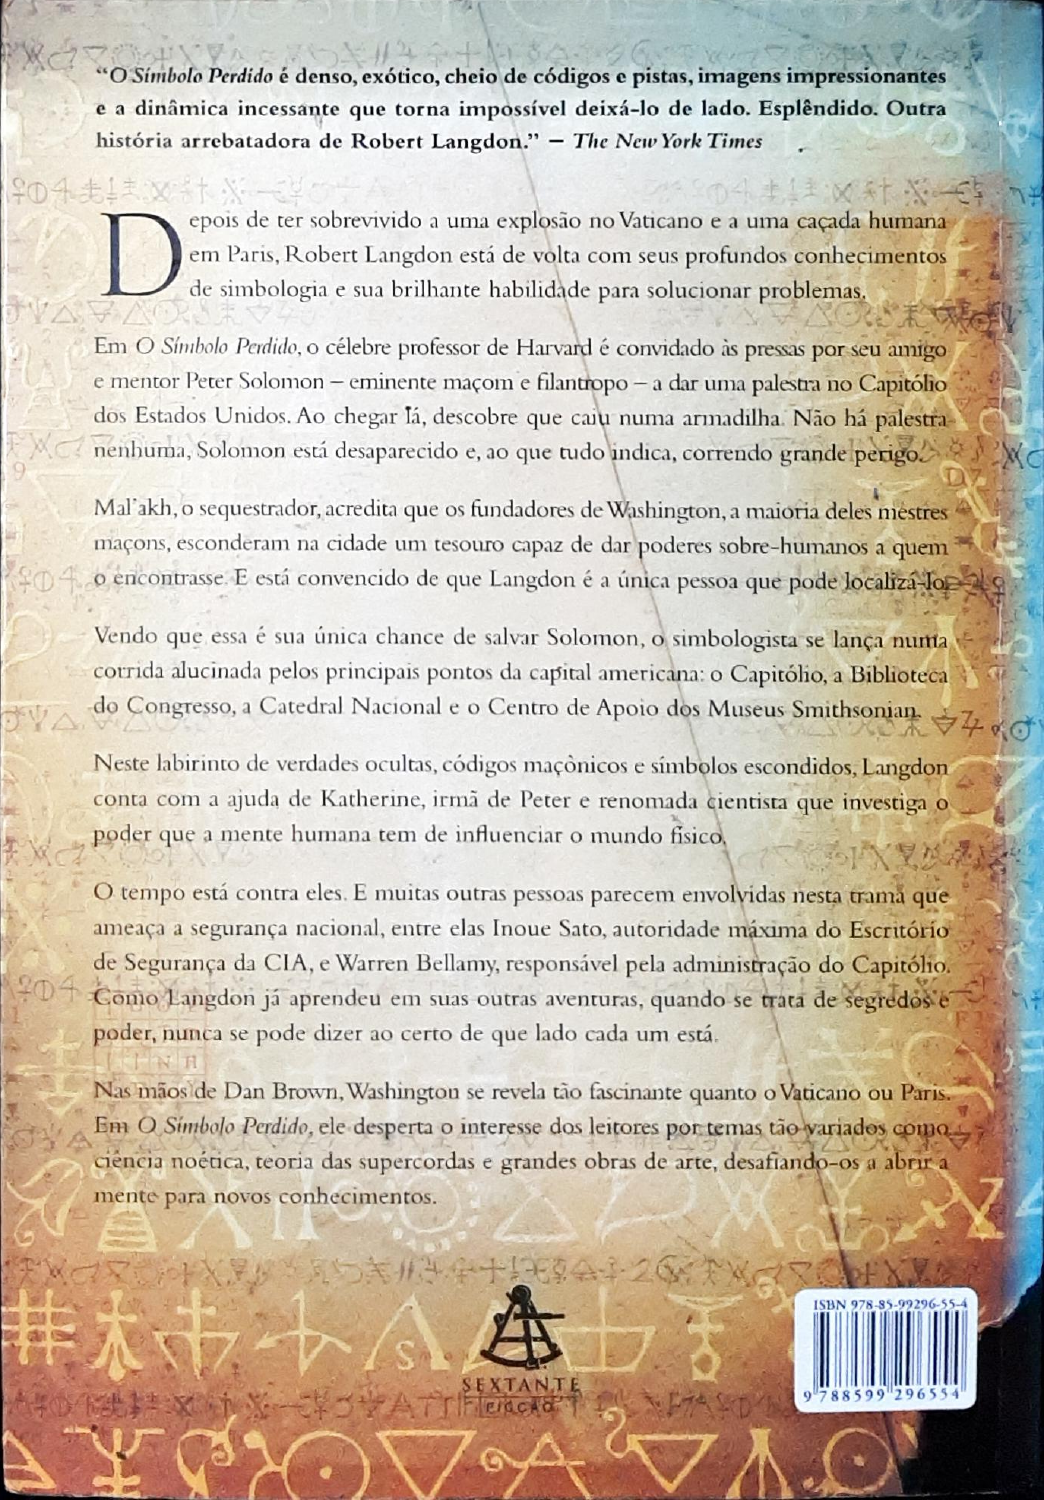 “O Símbolo Perdido é denso, exótico, cheio de códigos e pistas, imagens impressionantes
e a dinâmica incessante que torna impossível deixá-lo de lado. Esplêndido. Outra
história arrebatadora de Robert Langdon.” – The New York Times
Depois de ter sobrevivido a uma explosão no Vaticano e a uma caçada humana
em Paris, Robert Langdon está de volta com seus profundos conhecimentos
de simbologia e sua brilhante habilidade para solucionar problemas.
Em O Símbolo Perdido, o célebre professor de Harvard é convidado às pressas por seu amigo
e mentor Peter Solomon – eminente maçom e filantropo – a dar uma palestra no Capitólio
dos Estados Unidos. Ao chegar lá, descobre que caiu numa armadilha. Não há palestra
nenhuma, Solomon está desaparecido e, ao que tudo indica, correndo grande perigo.
Mal'akh, o sequestrador, acredita que os fundadores de Washington, a maioria deles mestres
maçons, esconderam na cidade um tesouro capaz de dar poderes sobre-humanos a quem
o encontrasse. E está convencido de que Langdon é a única pessoa que pode localizá-lo.
Vendo que essa é sua única chance de salvar Solomon, o simbologista se lança numa
corrida alucinada pelos principais pontos da capital americana: o Capitólio, a Biblioteca
do Congresso, a Catedral Nacional e o Centro de Apoio dos Museus Smithsonian.
Neste labirinto de verdades ocultas, códigos maçônicos e símbolos escondidos, Langdon
conta com a ajuda de Katherine, irmã de Peter e renomada cientista que investiga o
poder que a mente humana tem de influenciar o mundo físico.
O tempo está contra eles. E muitas outras pessoas parecem envolvidas nesta trama que
ameaça a segurança nacional, entre elas Inoue Sato, autoridade máxima do Escritório
de Segurança da CIA, e Warren Bellamy, responsável pela administração do Capitólio.
Como Langdon já aprendeu em suas outras aventuras, quando se trata de segredos e
poder, nunca se pode dizer ao certo de que lado cada um está.
Nas mãos de Dan Brown, Washington se revela tão fascinante quanto o Vaticano ou Paris.
Em O Símbolo Perdido, ele desperta o interesse dos leitores por temas tão variados como
ciência noética, teoria das supercordas e grandes obras de arte, desafiando-os a abrir a
mente para novos conhecimentos.
SEXTANTE
FICÇÃO
ISBN 978-85-99296-55-4
9 788599 296554